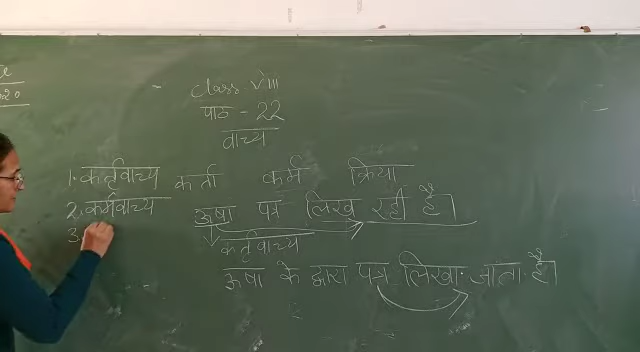 Class VIII
पाठ - 22
वाच्य
1. कर्तृवाच्य
कर्ता कर्म क्रिया
2. कर्मवाच्य
ऊषा पत्र लिख रही है।
3.
कर्तृवाच्य
ऊषा के द्वारा पत्र लिखा जाता है।